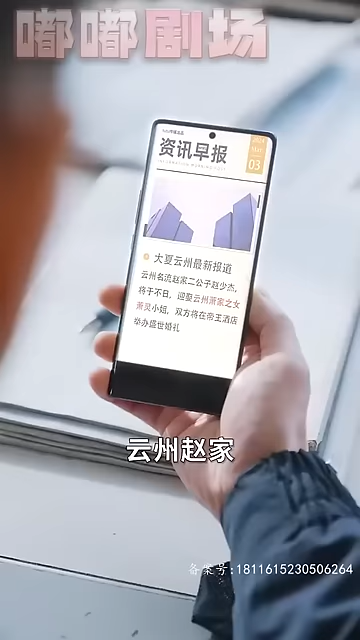 嘟嘟剧场
资讯早报
03
大夏云州最新报道
云州名流赵家二公子赵少杰,
将于不日,迎娶云州萧家之女
萧灵小姐,双方将在帝王酒店
举办盛世婚礼
云州赵家
备案号:1811615230506264